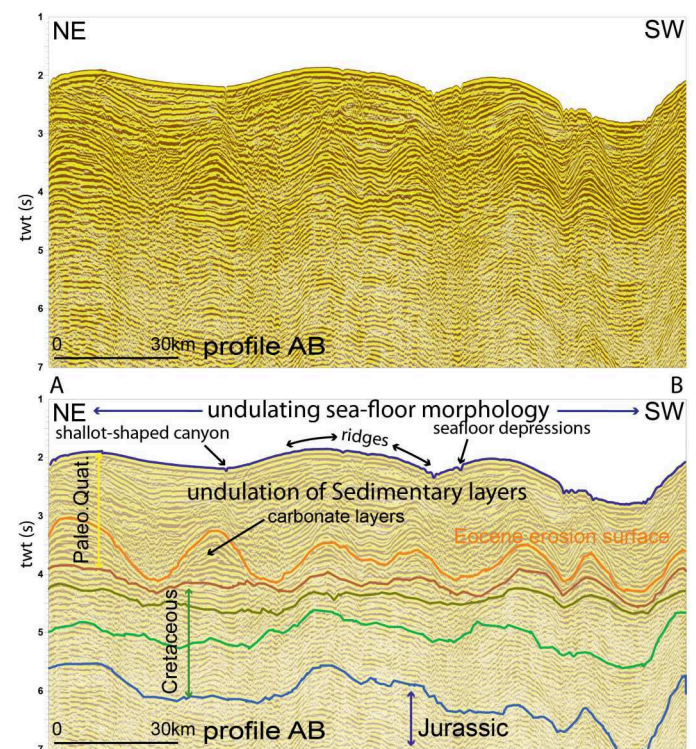 1
NE
SW
2
3
4
5
6
7
twt (s)
0 30km profile AB
A
B
1
NE undulating sea-floor morphology SW
shallot-shaped canyon
ridges
seafloor depressions
2
undulation of Sedimentary layers
Paleo.Quat.
carbonate layers
3
Eocene erosion surface
twt (s)
4
Cretaceous
5
6
0 30km profile AB
Jurassic
7